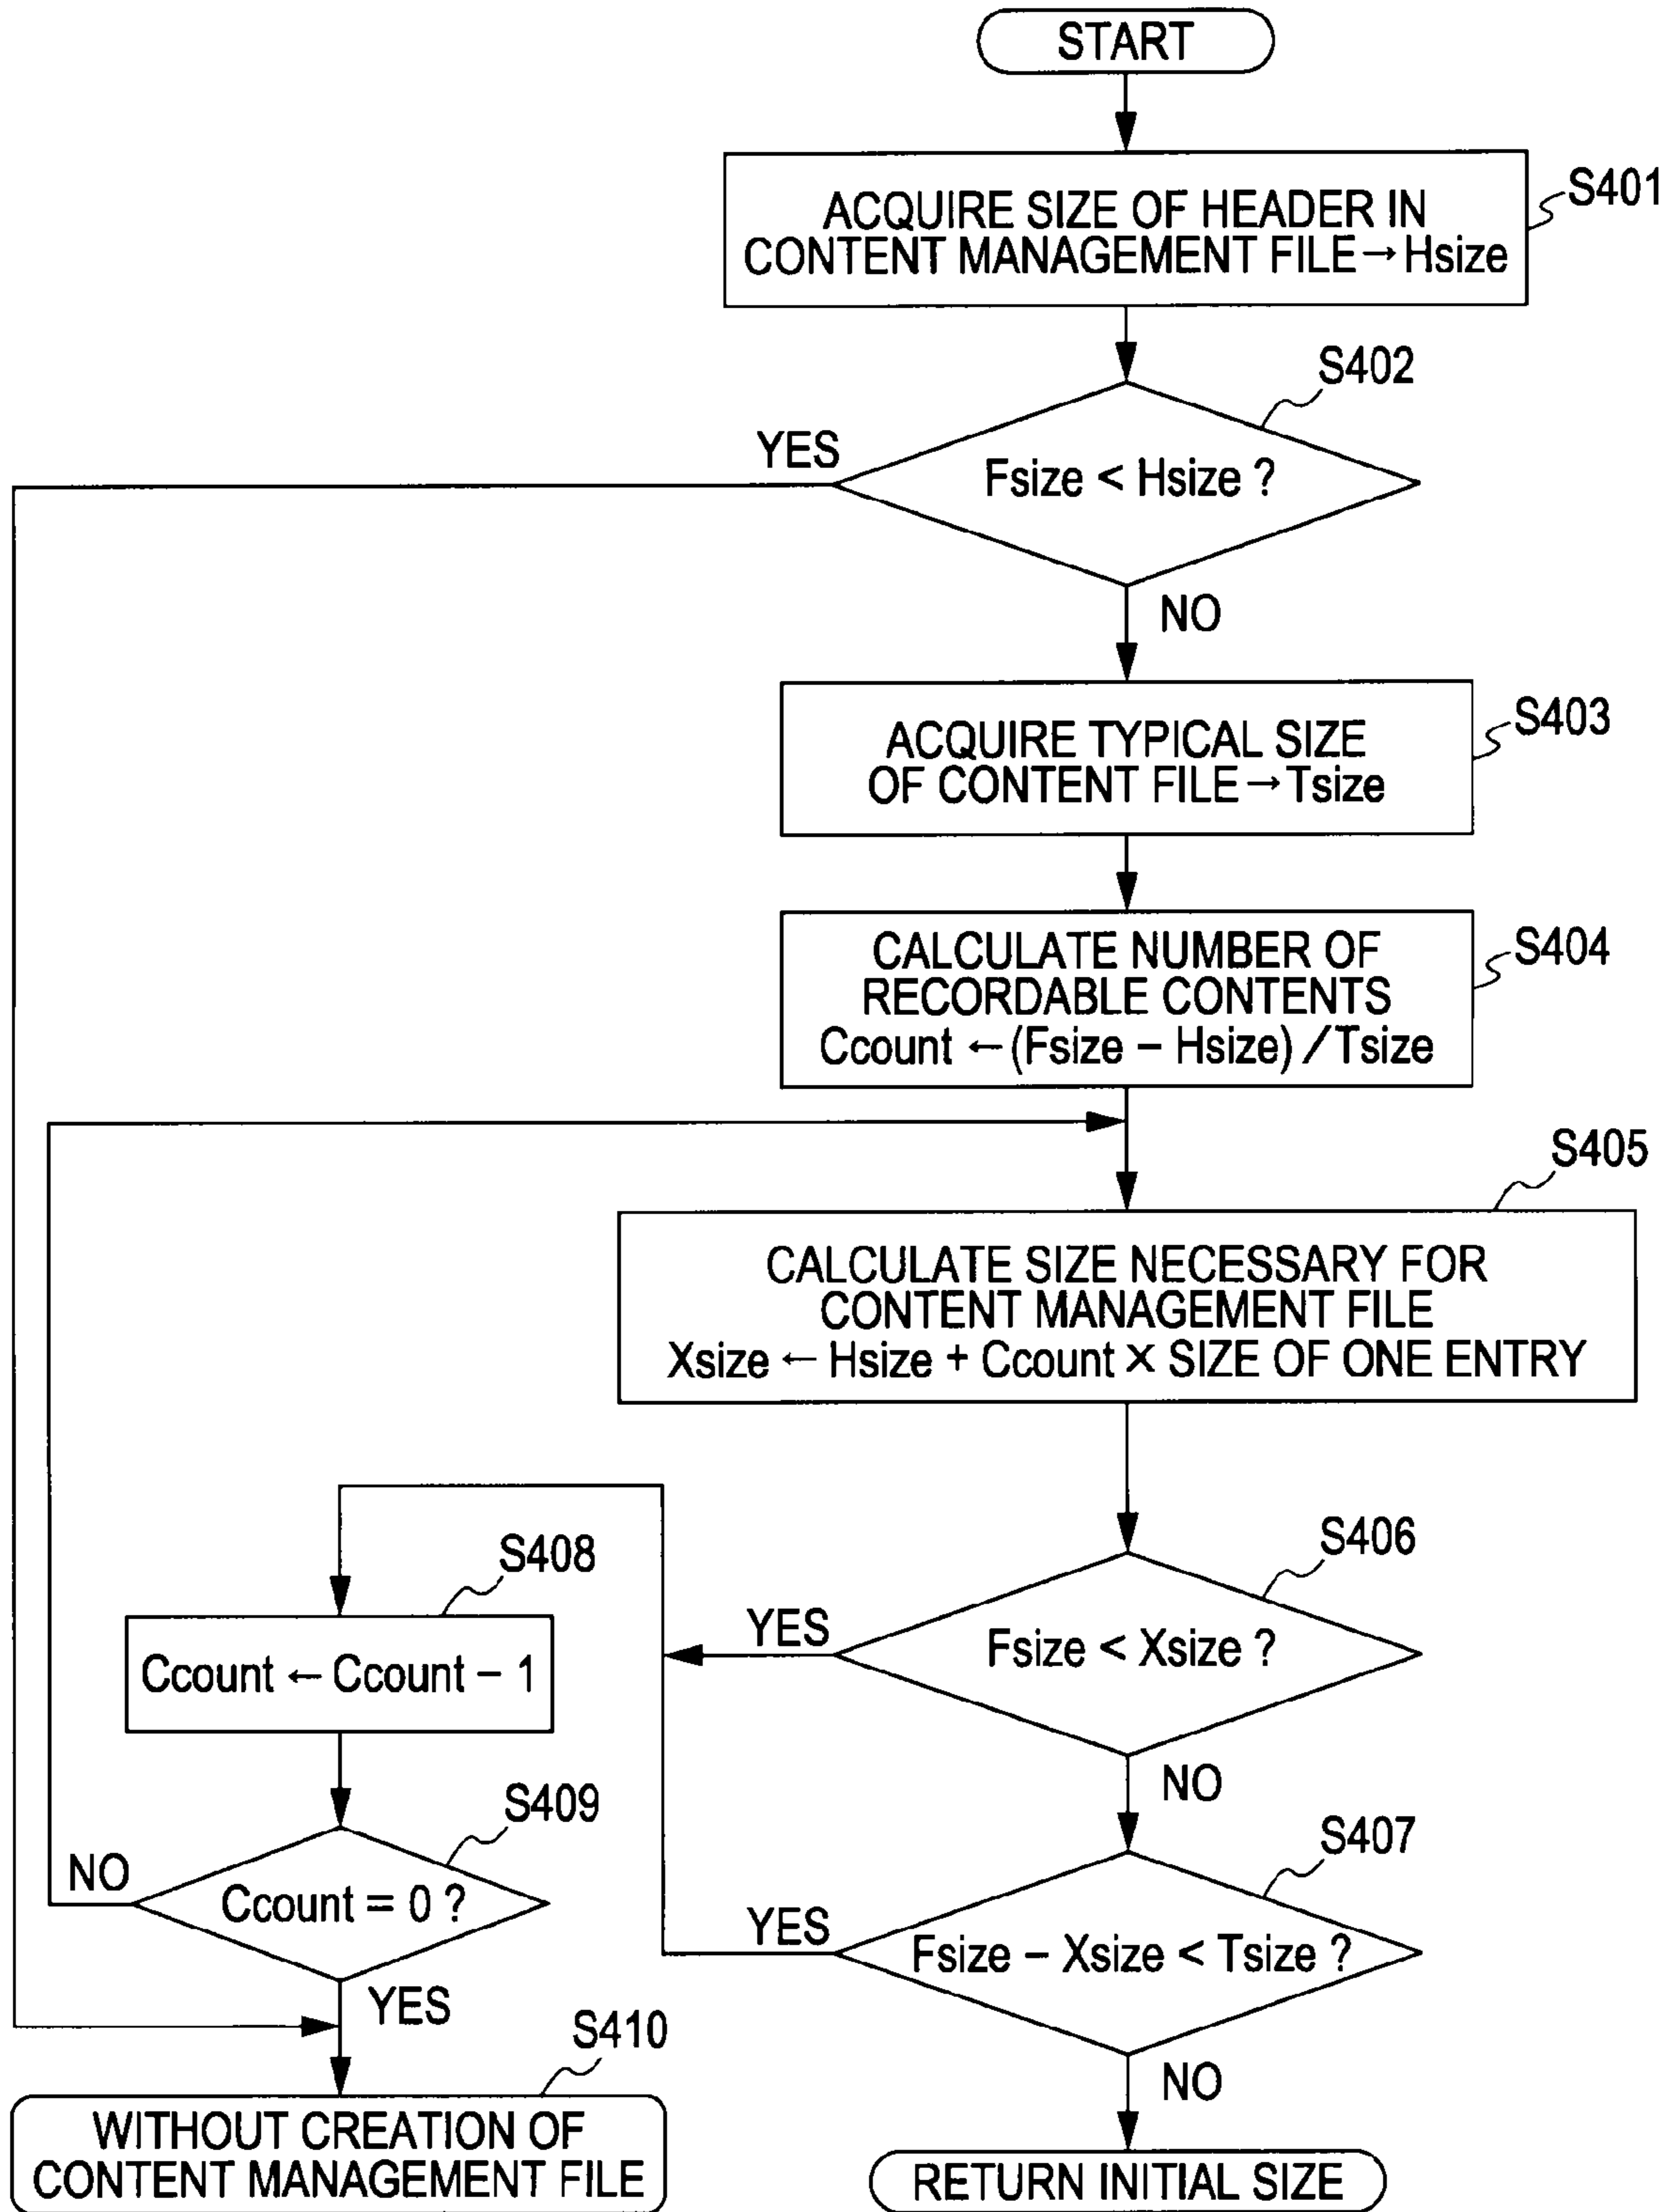 START
ACQUIRE SIZE OF HEADER IN
CONTENT MANAGEMENT FILE→Hsize
S401
S402
Fsize < Hsize ?
YES
NO
ACQUIRE TYPICAL SIZE
OF CONTENT FILE→Tsize
S403
CALCULATE NUMBER OF
RECORDABLE CONTENTS
Ccount ← (Fsize − Hsize) ／Tsize
S404
S405
CALCULATE SIZE NECESSARY FOR
CONTENT MANAGEMENT FILE
Xsize ← Hsize + Ccount × SIZE OF ONE ENTRY
S406
Fsize < Xsize ?
YES
NO
S407
Fsize − Xsize < Tsize ?
YES
NO
S408
Ccount ← Ccount − 1
S409
Ccount = 0 ?
NO
YES
S410
WITHOUT CREATION OF
CONTENT MANAGEMENT FILE
RETURN INITIAL SIZE